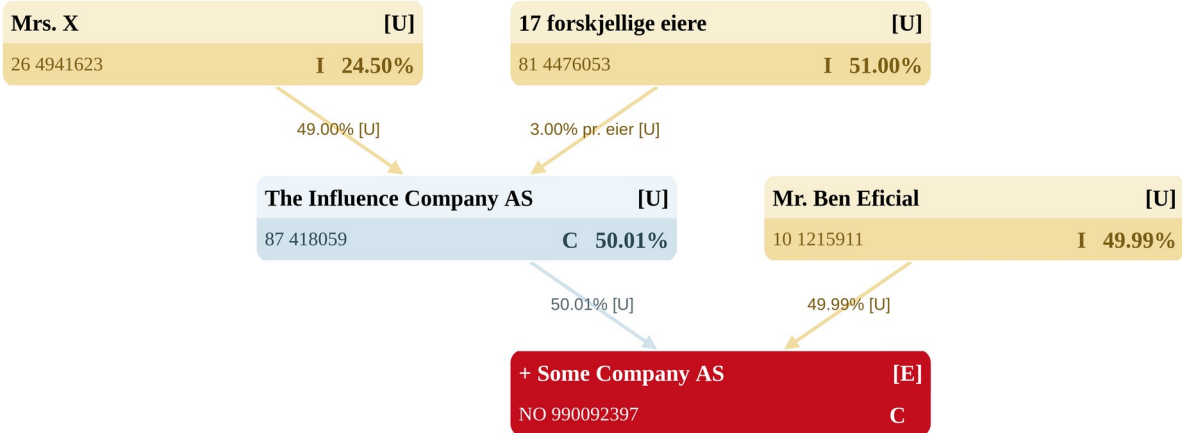 Mrs. X [U]
26 4941623 I 24.50%
17 forskjellige eiere [U]
81 4476053 I 51.00%
49.00% [U]
3.00% pr. eier [U]
The Influence Company AS [U]
87 418059 C 50.01%
Mr. Ben Eficial [U]
10 1215911 I 49.99%
50.01% [U]
49.99% [U]
+ Some Company AS [E]
NO 990092397 C